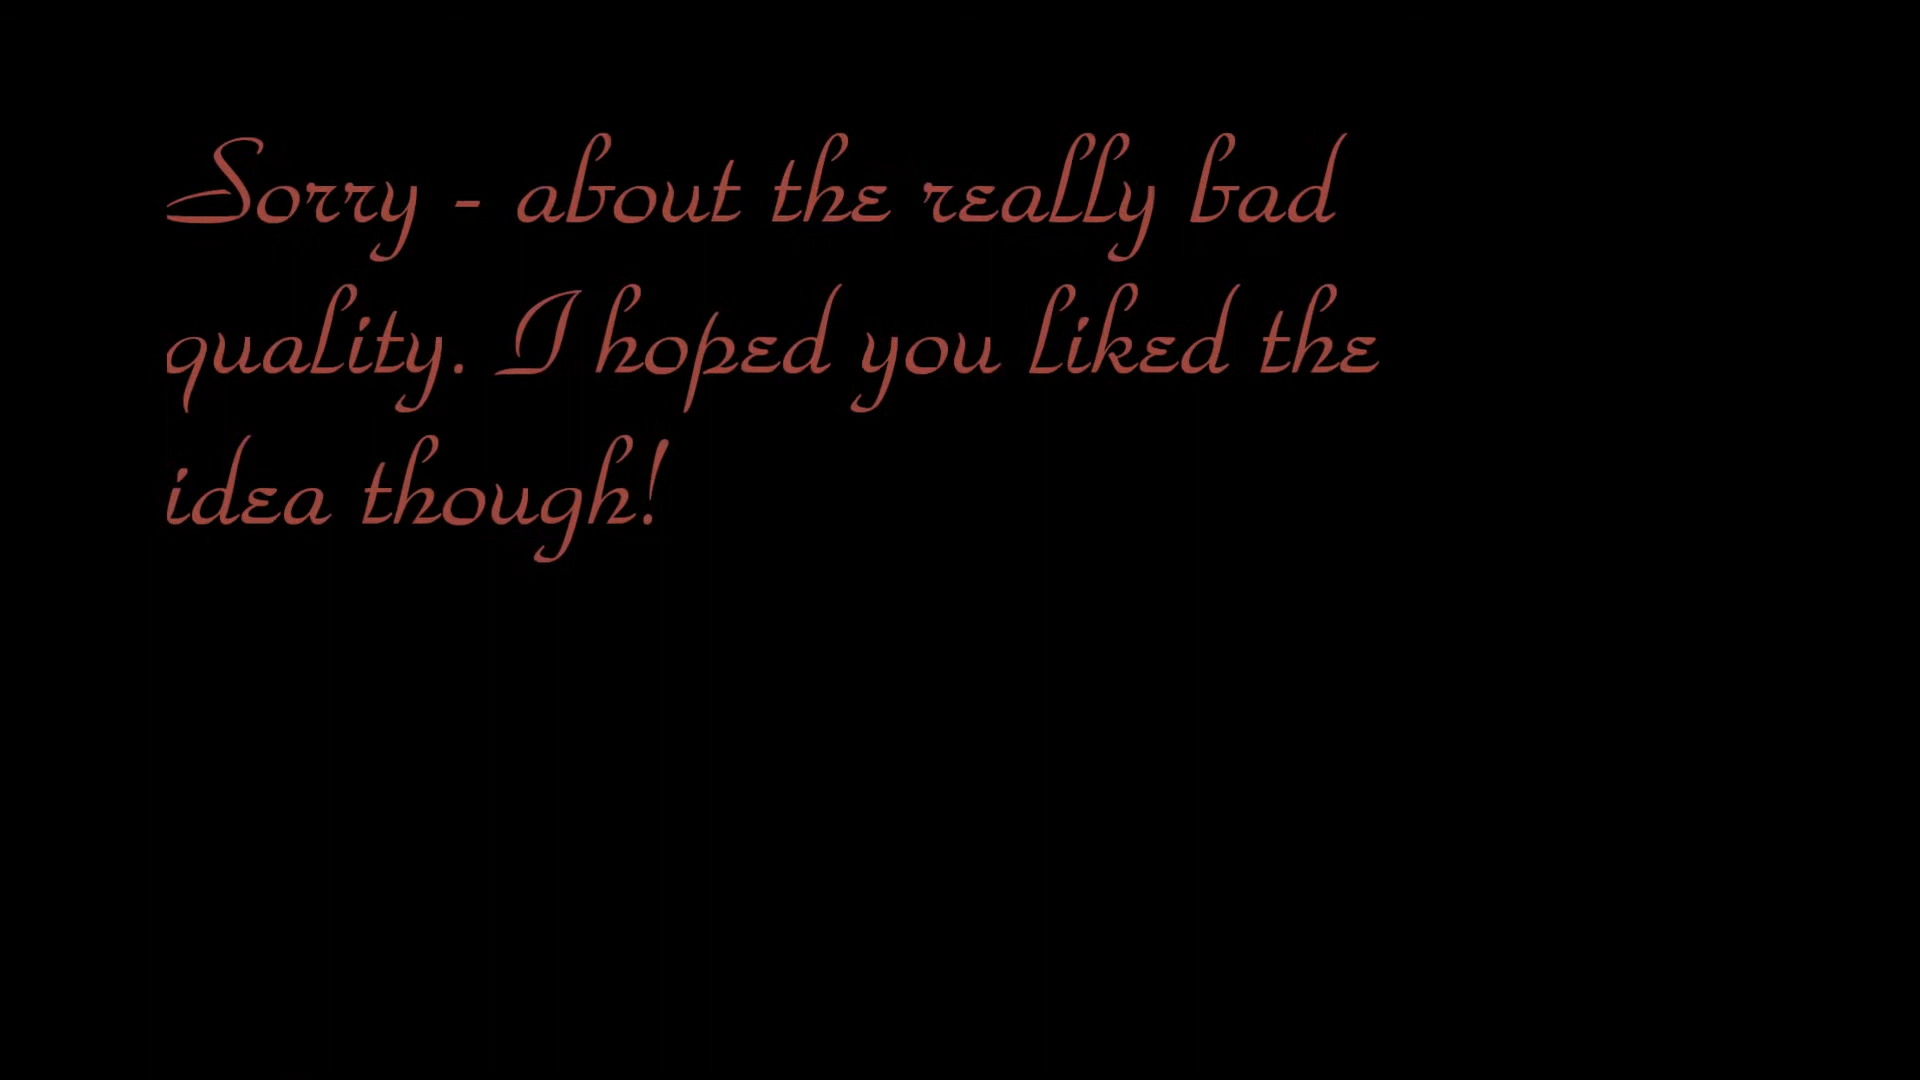 Sorry - about the really bad
quality. I hoped you liked the
idea though!